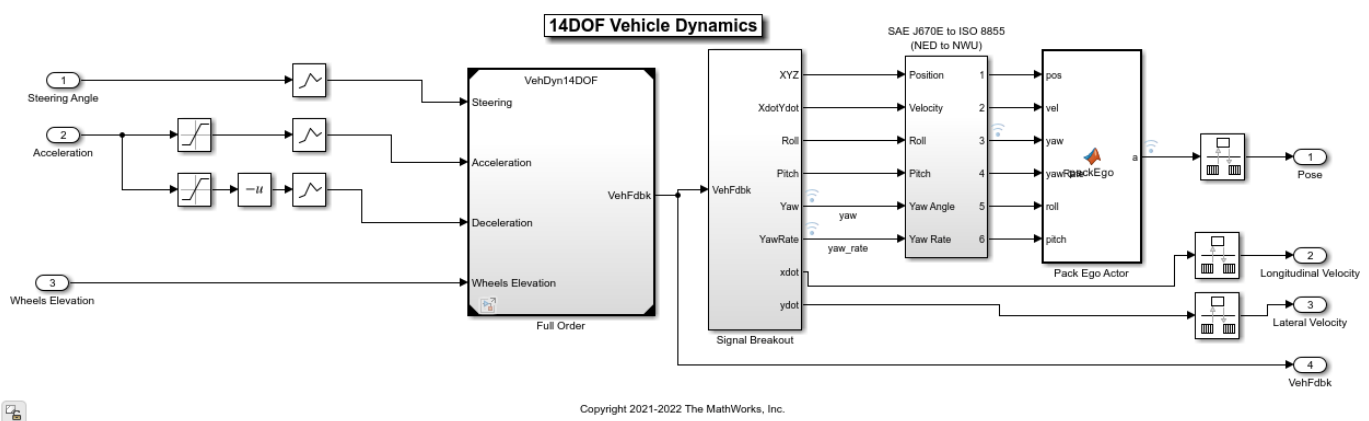 14DOF Vehicle Dynamics
1
Steering Angle
2
Acceleration
-u
3
Wheels Elevation
VehDyn14DOF
Steering
Acceleration
Deceleration
Wheels Elevation
VehFdbk
Full Order
VehFdbk
XYZ
XdotYdot
Roll
Pitch
Yaw
YawRate
xdot
ydot
Signal Breakout
yaw
yaw_rate
SAE J670E to ISO 8855
(NED to NWU)
Position 1
Velocity 2
Roll 3
Pitch 4
Yaw Angle 5
Yaw Rate 6
pos
vel
yaw
yawRate
packEgo
roll
pitch
a
Pack Ego Actor
1
Pose
2
Longitudinal Velocity
3
Lateral Velocity
4
VehFdbk
Copyright 2021-2022 The MathWorks, Inc.